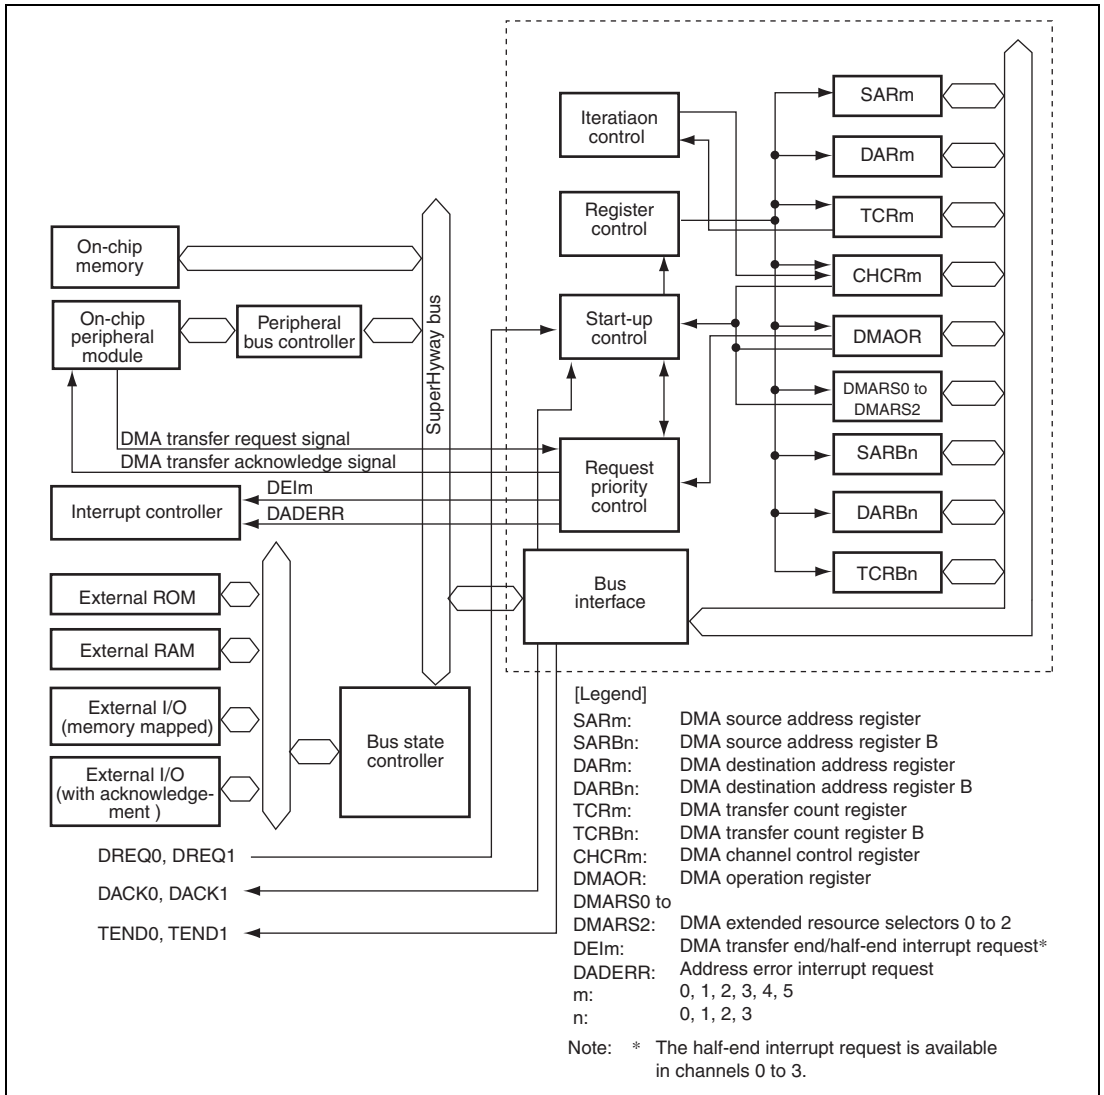 Iteratiaon
control
SARm
DARm
Register
control
TCRm
On-chip
memory
CHCRm
On-chip
peripheral
module
Peripheral
bus controller
SuperHyway bus
Start-up
control
DMAOR
DMARS0 to
DMARS2
DMA transfer request signal
DMA transfer acknowledge signal
SARBn
Request
priority
control
DEIm
Interrupt controller
DADERR
DARBn
TCRBn
External ROM
Bus
interface
External RAM
External I/O
(memory mapped)
Bus state
controller
External I/O
(with acknowledge-
ment )
DREQ0, DREQ1
DACK0, DACK1
TEND0, TEND1
[Legend]
SARm: DMA source address register
SARBn: DMA source address register B
DARm: DMA destination address register
DARBn: DMA destination address register B
TCRm: DMA transfer count register
TCRBn: DMA transfer count register B
CHCRm: DMA channel control register
DMAOR: DMA operation register
DMARS0 to
DMARS2: DMA extended resource selectors 0 to 2
DEIm: DMA transfer end/half-end interrupt request*
DADERR: Address error interrupt request
m: 0, 1, 2, 3, 4, 5
n: 0, 1, 2, 3
Note: * The half-end interrupt request is available
in channels 0 to 3.